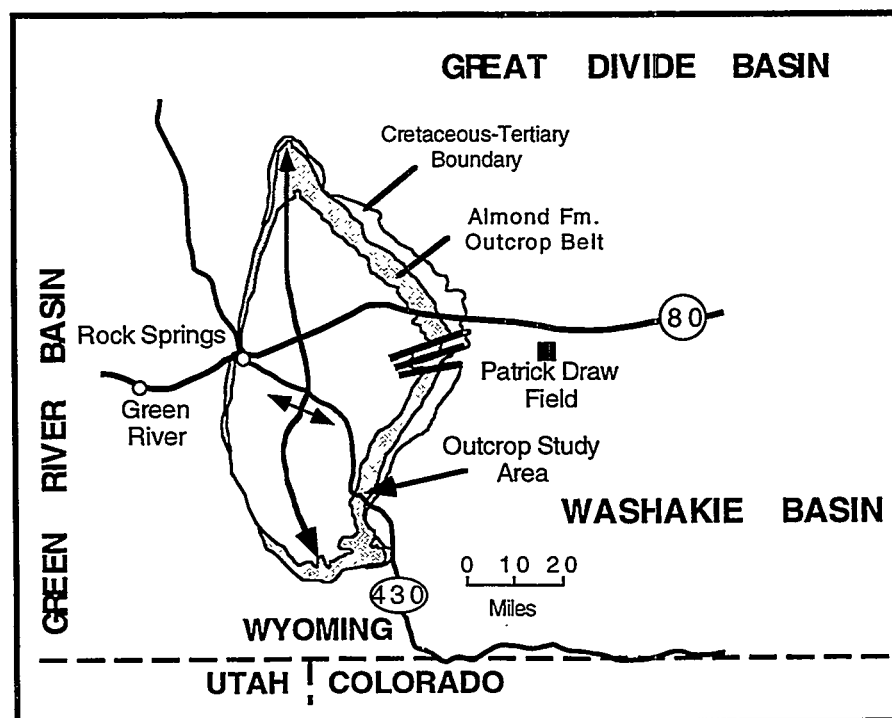 GREAT DIVIDE BASIN
Cretaceous-Tertiary
Boundary
Almond Fm.
Outcrop Belt
GREEN RIVER BASIN
Rock Springs
80
Green
River
Patrick Draw
Field
Outcrop Study
Area
WASHAKIE BASIN
0 10 20
Miles
430
WYOMING
UTAH
COLORADO